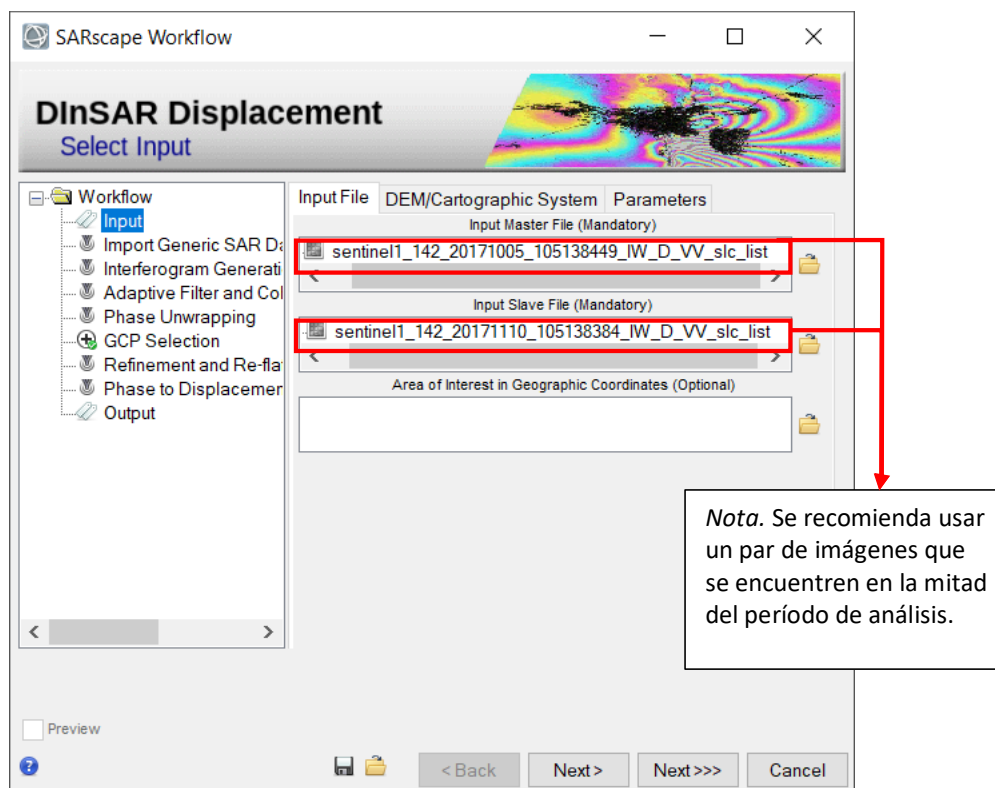 SARscape Workflow
DInSAR Displacement
Select Input
Workflow
Input
Import Generic SAR Da
Interferogram Generati
Adaptive Filter and Col
Phase Unwrapping
GCP Selection
Refinement and Re-fla
Phase to Displacemer
Output
Input File
DEM/Cartographic System
Parameters
Input Master File (Mandatory)
sentinel1_142_20171005_105138449_IW_D_VV_slc_list
Input Slave File (Mandatory)
sentinel1_142_20171110_105138384_IW_D_VV_slc_list
Area of Interest in Geographic Coordinates (Optional)
Nota. Se recomienda usar
un par de imágenes que
se encuentren en la mitad
del período de análisis.
Preview
< Back
Next >
Next >>>
Cancel